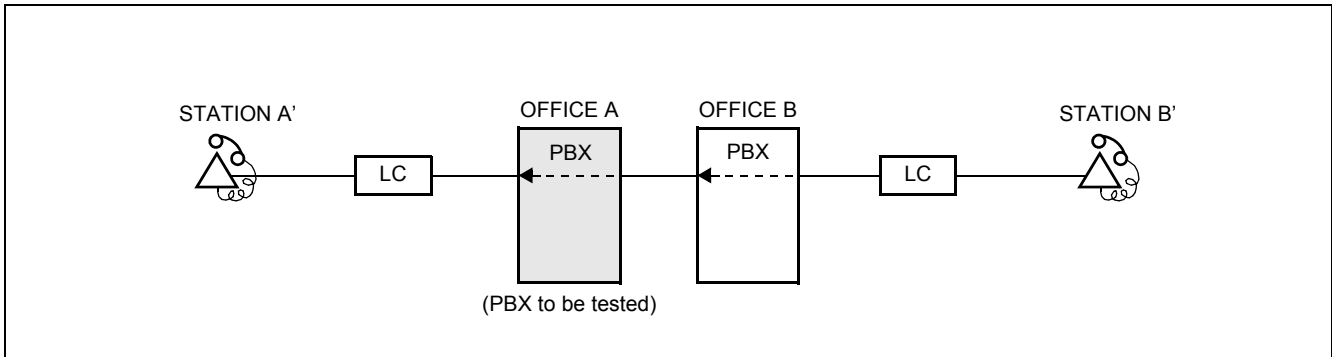 STATION A’
OFFICE A
OFFICE B
STATION B’
PBX
PBX
LC
LC
(PBX to be tested)